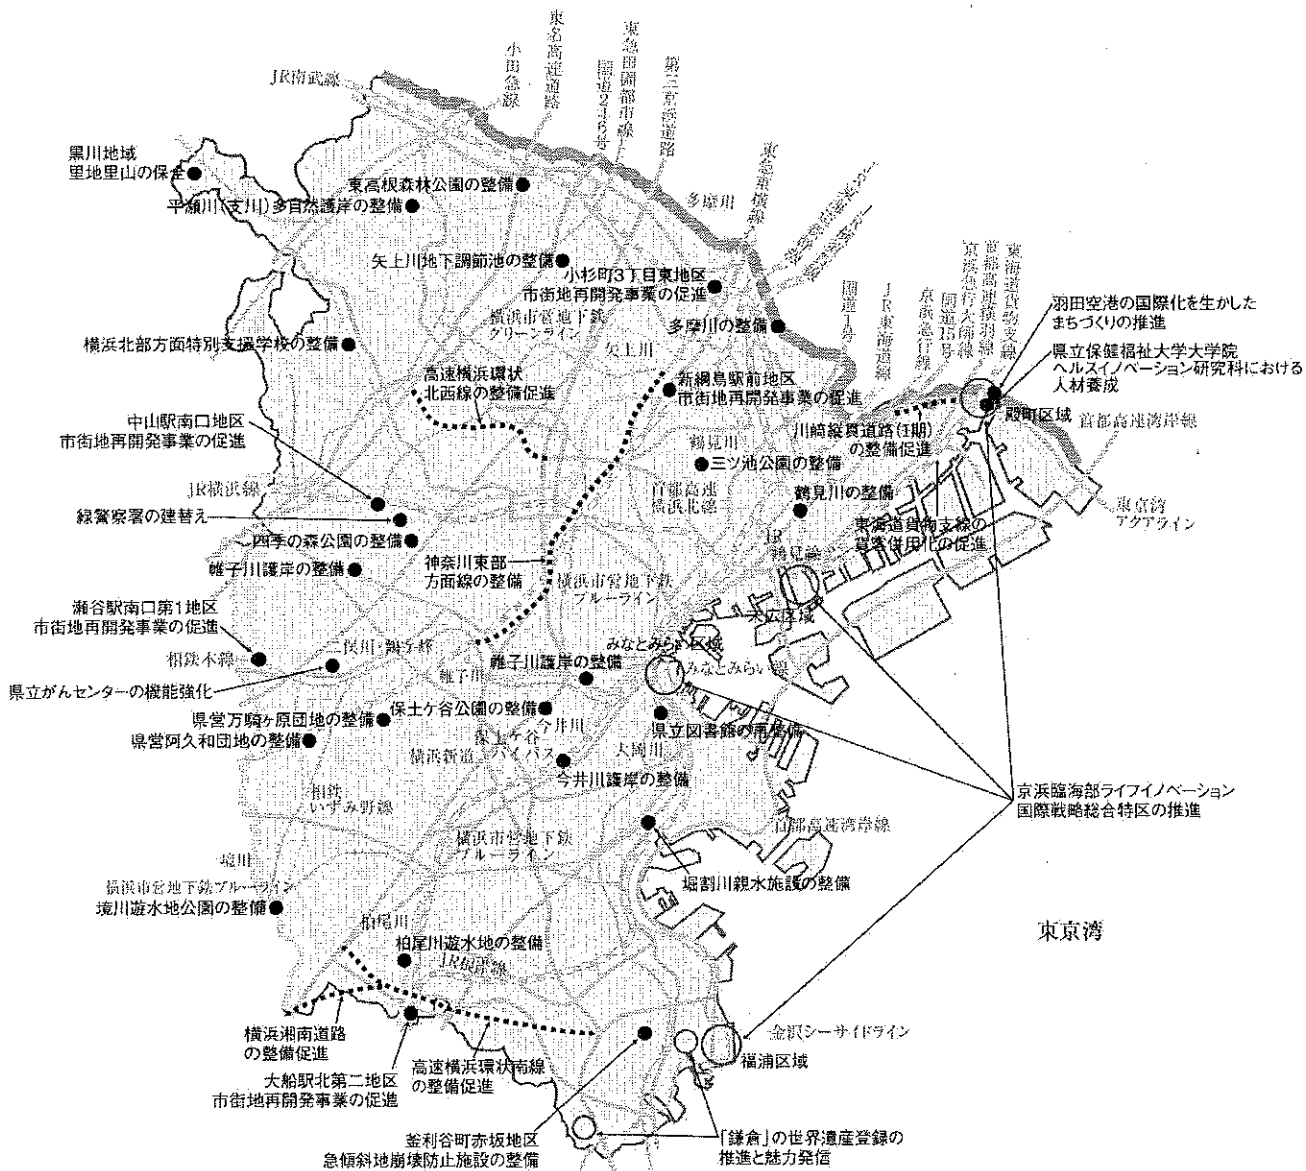 東名高速道路
小田急線
東急田園都市線
国道246号
第三京浜道路
東急東横線
JR南武線
多摩川
黒川地域
里地里山の保全
東高根森林公園の整備
平瀬川(支川)多自然護岸の整備
矢上川地下調節池の整備
小杉町3丁目東地区
市街地再開発事業の促進
横浜市営地下鉄
グリーンライン
多摩川の整備
矢上川
国道1号
JR東海道線
京浜急行線
国道15号
京浜急行大師線
首都高速横羽線
東海道貨物支線
羽田空港の国際化を生かした
まちづくりの推進
県立保健福祉大学大学院
ヘルスイノベーション研究科における
人材養成
殿町区域
首都高速湾岸線
横浜北部方面特別支援学校の整備
高速横浜環状
北西線の整備促進
新綱島駅前地区
市街地再開発事業の促進
川崎縦貫道路(Ⅰ期)
の整備促進
中山駅南口地区
市街地再開発事業の促進
鶴見川
三ツ池公園の整備
JR横浜線
首都高速
横浜北線
鶴見川の整備
東京湾
アクアライン
緑警察署の建替え
東海道貨物支線の
貨客併用化の促進
四季の森公園の整備
JR
鶴見線
帷子川護岸の整備
神奈川東部
方面線の整備
横浜市営地下鉄
ブルーライン
末広区域
瀬谷駅南口第1地区
市街地再開発事業の促進
相鉄本線
二俣川・鶴ヶ峰
みなとみらい区域
帷子川
帷子川護岸の整備
みなとみらい線
県立がんセンターの機能強化
県営万騎ヶ原団地の整備
保土ケ谷公園の整備
今井川
県立図書館の再整備
県営阿久和団地の整備
横浜新道
保土ケ谷
バイパス
大岡川
今井川護岸の整備
相鉄
いずみ野線
京浜臨海部ライフイノベーション
国際戦略総合特区の推進
首都高速湾岸線
横浜市営地下鉄
ブルーライン
境川
堀割川親水施設の整備
横浜市営地下鉄ブルーライン
境川遊水地公園の整備
柏尾川
東京湾
柏尾川遊水地の整備
JR根岸線
金沢シーサイドライン
横浜湘南道路
の整備促進
高速横浜環状南線
の整備促進
福浦区域
大船駅北第二地区
市街地再開発事業の促進
釜利谷町赤坂地区
急傾斜地崩壊防止施設の整備
「鎌倉」の世界遺産登録の
推進と魅力発信